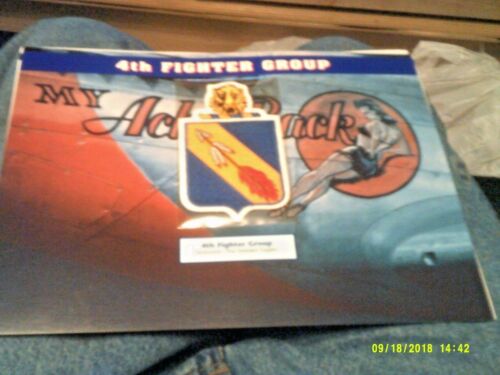 4th FIGHTER GROUP
MY Ach Back
4th Fighter Group
09/18/2018 14:42